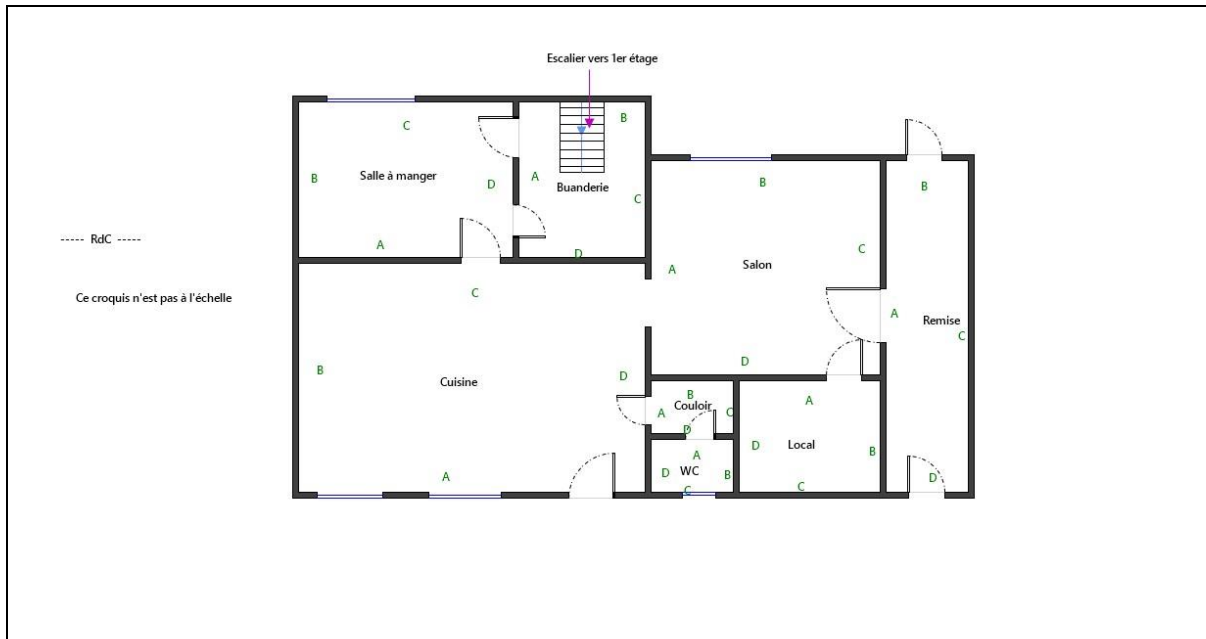 Escalier vers 1er étage
B
C
B
Salle à manger
D
A
Buanderie
C
A
D
B
B
C
Salon
A
D
----- RdC -----
Ce croquis n'est pas à l'échelle
C
B
Cuisine
D
A
A
Remise
C
D
B
Couloir
A
C
D
A
WC
D
B
C
A
Local
D
B
C